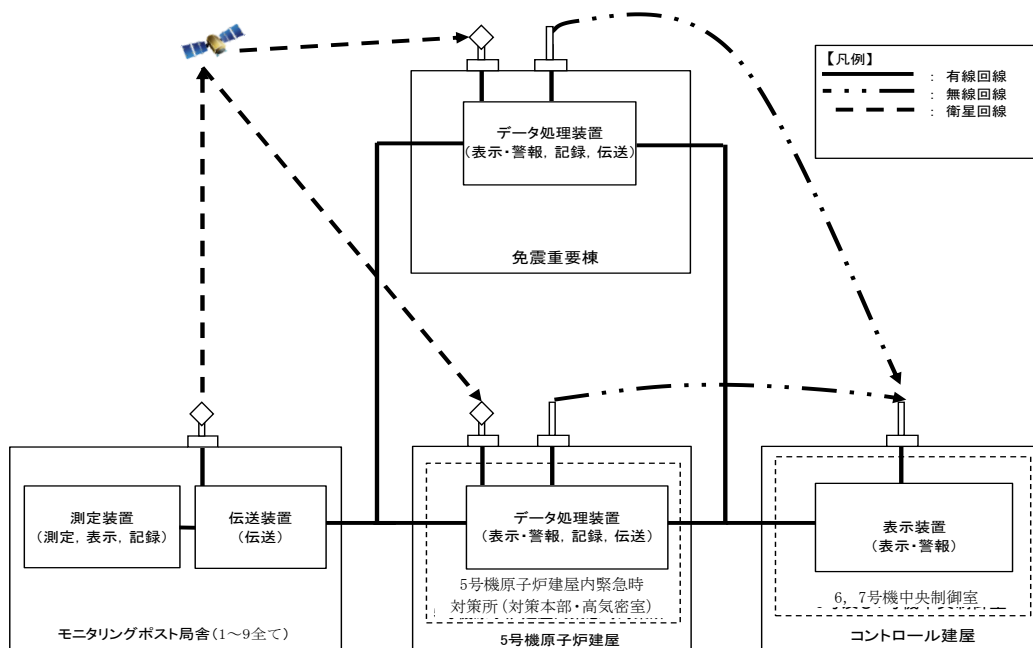 【凡例】
： 有線回線
： 無線回線
： 衛星回線
データ処理装置
(表示・警報, 記録, 伝送)
免震重要棟
測定装置
(測定, 表示, 記録)
伝送装置
(伝送)
モニタリングポスト局舎(1～9全て)
データ処理装置
(表示・警報, 記録, 伝送)
5号機原子炉建屋内緊急時
対策所(対策本部・高気密室)
5号機原子炉建屋
表示装置
(表示・警報)
6, 7号機中央制御室
コントロール建屋